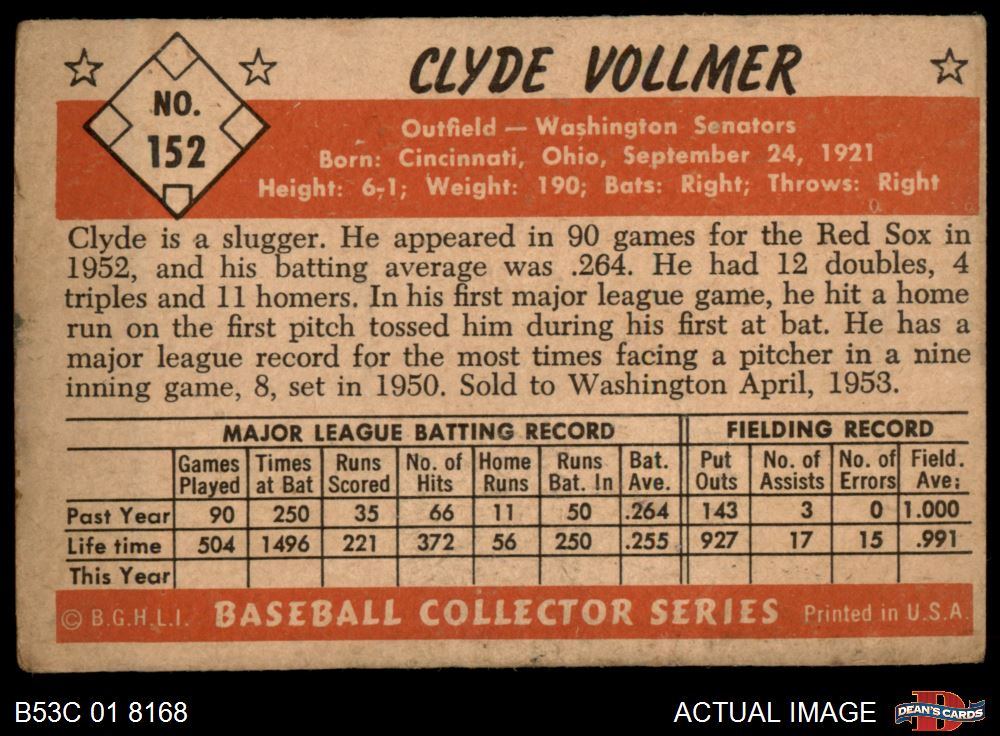 CLYDE VOLLMER
NO.
152
Outfield — Washington Senators
Born: Cincinnati, Ohio, September 24, 1921
Height: 6-1; Weight: 190; Bats: Right; Throws: Right
Clyde is a slugger. He appeared in 90 games for the Red Sox in
1952, and his batting average was .264. He had 12 doubles, 4
triples and 11 homers. In his first major league game, he hit a home
run on the first pitch tossed him during his first at bat. He has a
major league record for the most times facing a pitcher in a nine
inning game, 8, set in 1950. Sold to Washington April, 1953.
MAJOR LEAGUE BATTING RECORD FIELDING RECORD
Games Times Runs No. of Home Runs Bat. Put No. of No. of Field.
Played at Bat Scored Hits Runs Bat. In Ave. Outs Assists Errors Ave:
Past Year 90 250 35 66 11 50 .264 143 3 0 1.000
Life time 504 1496 221 372 56 250 .255 927 17 15 .991
This Year
© B.G.H.L.I. BASEBALL COLLECTOR SERIES Printed in U.S.A.
B53C 01 8168 ACTUAL IMAGE DEAN'S CARDS